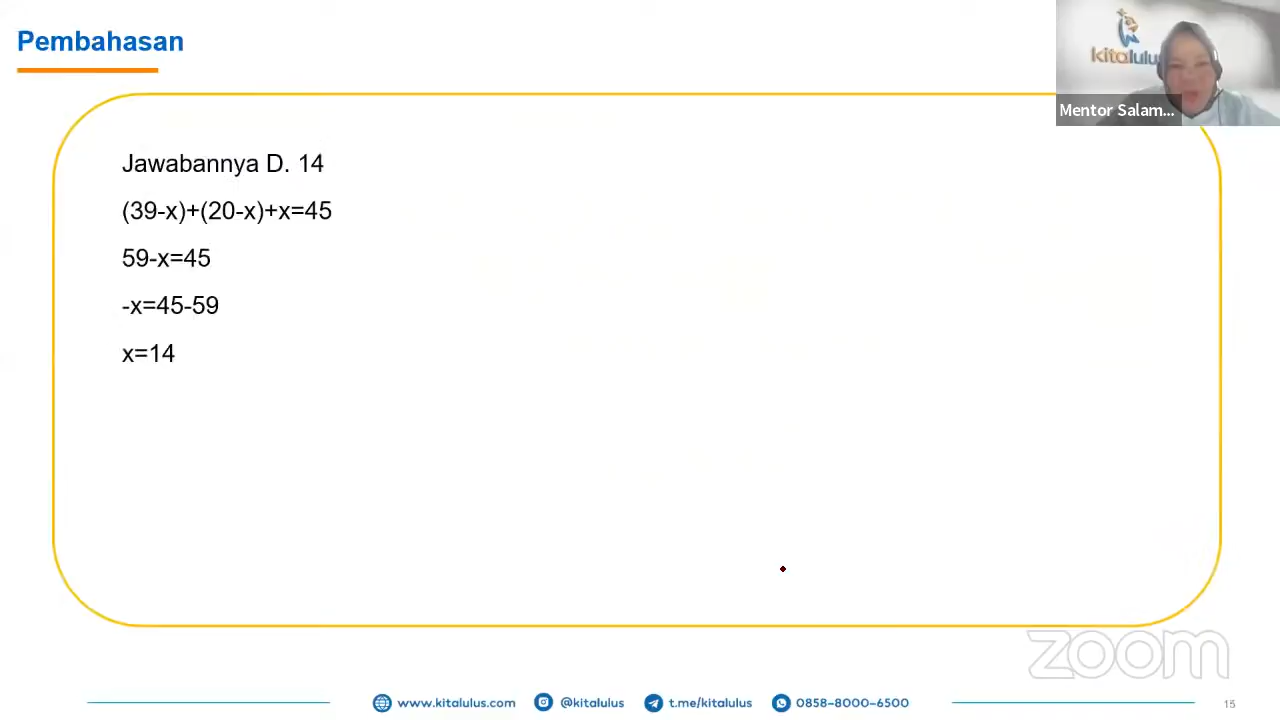 Pembahasan
kitalulus
Mentor Salam...
Jawabannya D. 14
(39-x)+(20-x)+x=45
59-x=45
-x=45-59
x=14
zoom
www.kitalulus.com @kitalulus t.me/kitalulus 0858-8000-6500 15